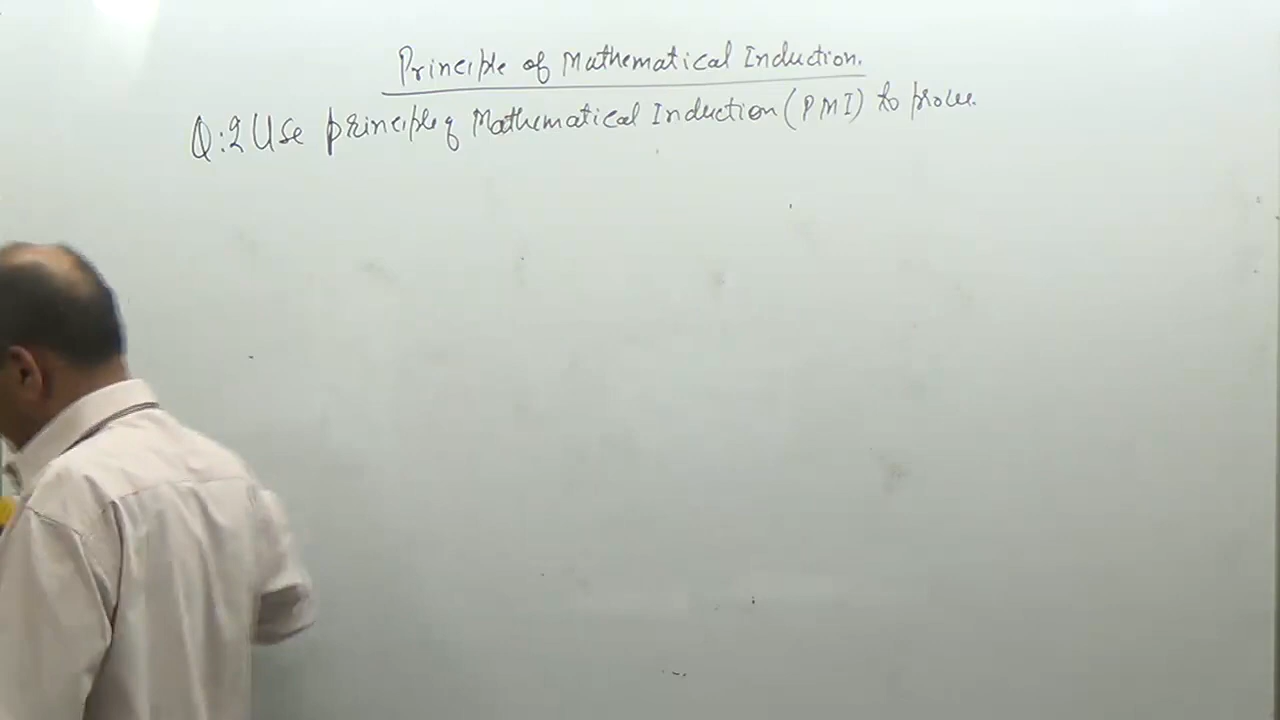 Principle of Mathematical Induction.
Q:2 Use principle of Mathematical Induction (PMI) to prove.